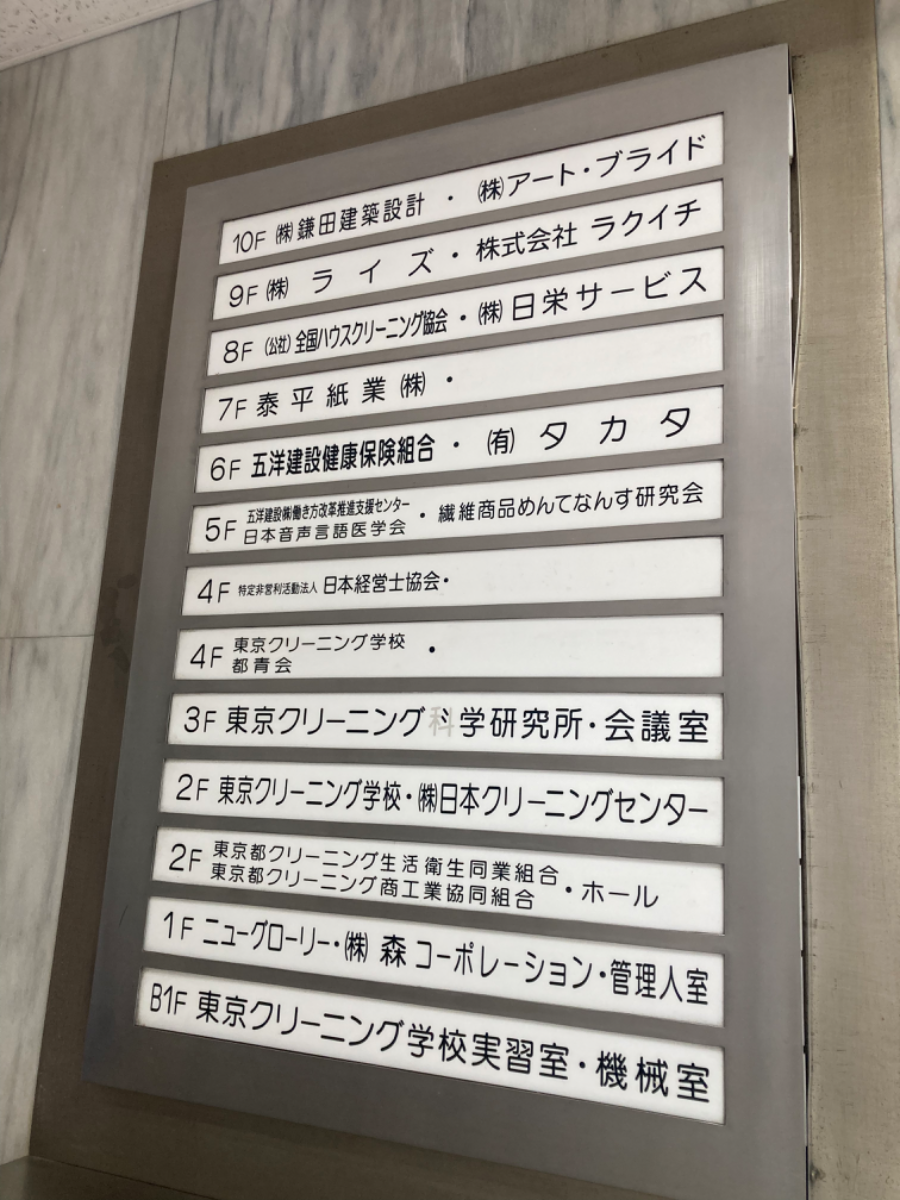 10F ㈱鎌田建築設計 ・ ㈱アート・ブライド
9F ㈱ ライズ ・ 株式会社 ラクイチ
8F (公社)全国ハウスクリーニング協会 ・ ㈱日栄サービス
7F 泰平紙業㈱ ・
6F 五洋建設健康保険組合 ・ ㈲ タカタ
5F 五洋建設㈱働き方改革推進支援センター
日本音声言語医学会 ・ 繊維商品めんてなんす研究会
4F 特定非営利活動法人 日本経営士協会・
4F 東京クリーニング学校
都青会 ・
3F 東京クリーニング科学研究所・会議室
2F 東京クリーニング学校・㈱日本クリーニングセンター
2F 東京都クリーニング生活衛生同業組合
東京都クリーニング商工業協同組合 ・ホール
1F ニューグローリー・㈱ 森コーポレーション・管理人室
B1F 東京クリーニング学校実習室・機械室